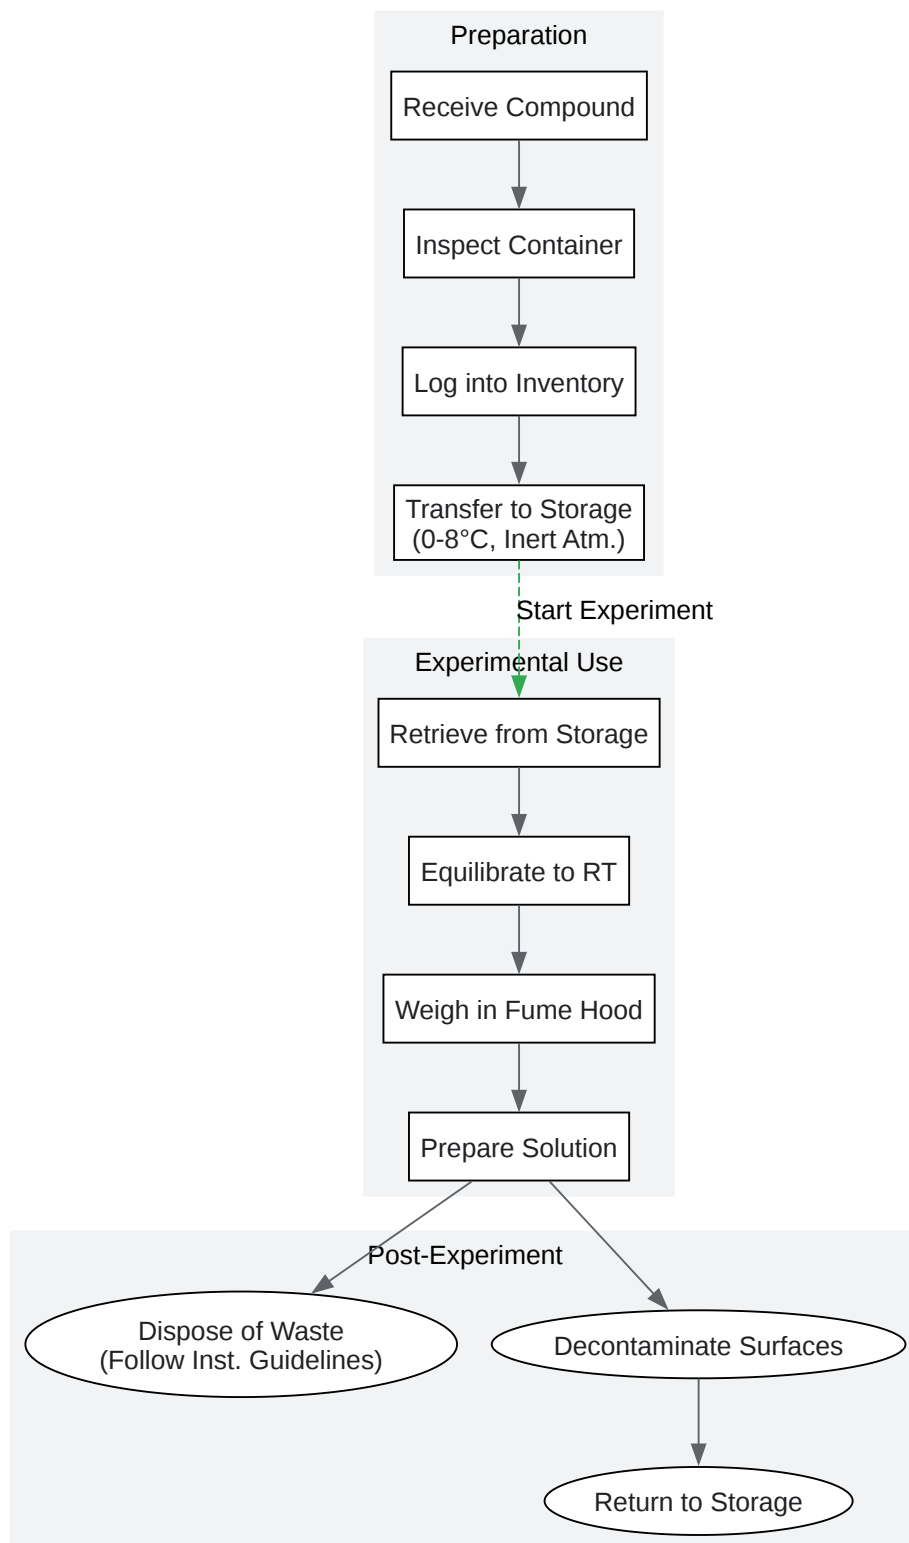 Preparation
Receive Compound
Inspect Container
Log into Inventory
Transfer to Storage
(0-8°C, Inert Atm.)
Start Experiment
Experimental Use
Retrieve from Storage
Equilibrate to RT
Weigh in Fume Hood
Prepare Solution
Post-Experiment
Dispose of Waste
(Follow Inst. Guidelines)
Decontaminate Surfaces
Return to Storage